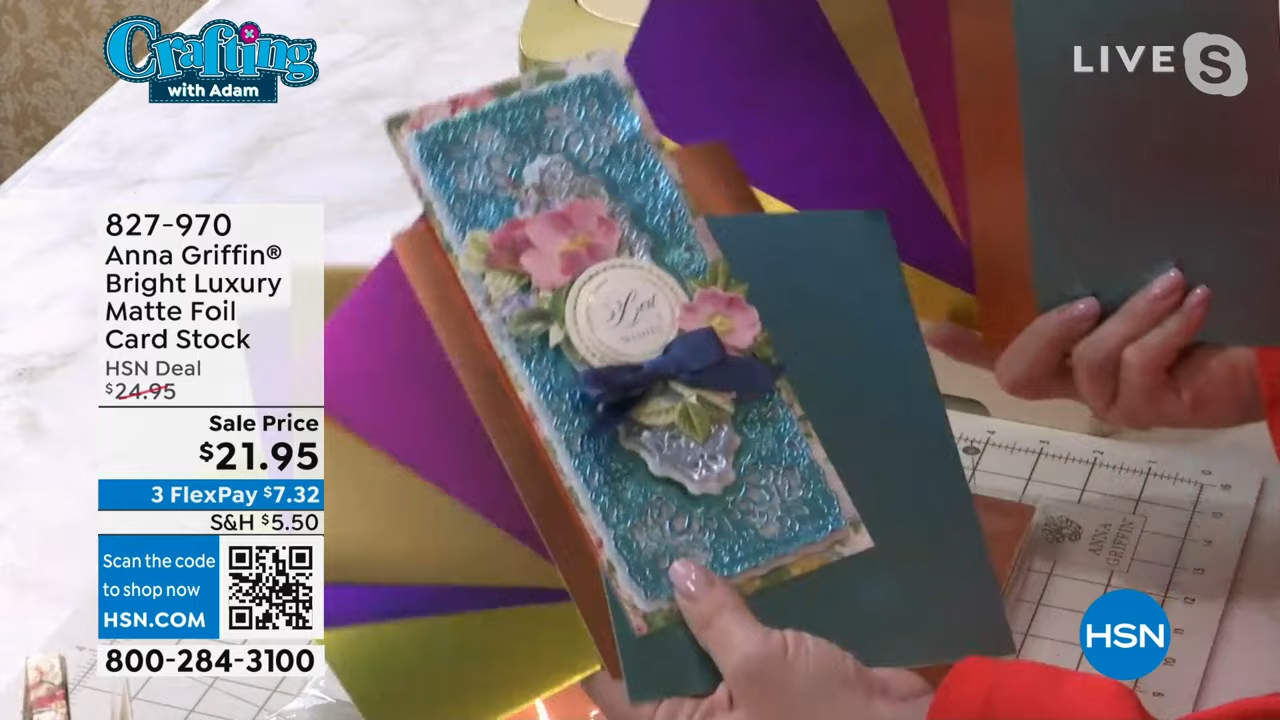 Crafting
with Adam
LIVE S
827-970
Anna Griffin®
Bright Luxury
Matte Foil
Card Stock
HSN Deal
$24.95
Sale Price
$21.95
3 FlexPay $7.32
S&H $5.50
Scan the code
to shop now
HSN.COM
800-284-3100
Best
Wishes
ANNA
GRIFFIN
HSN